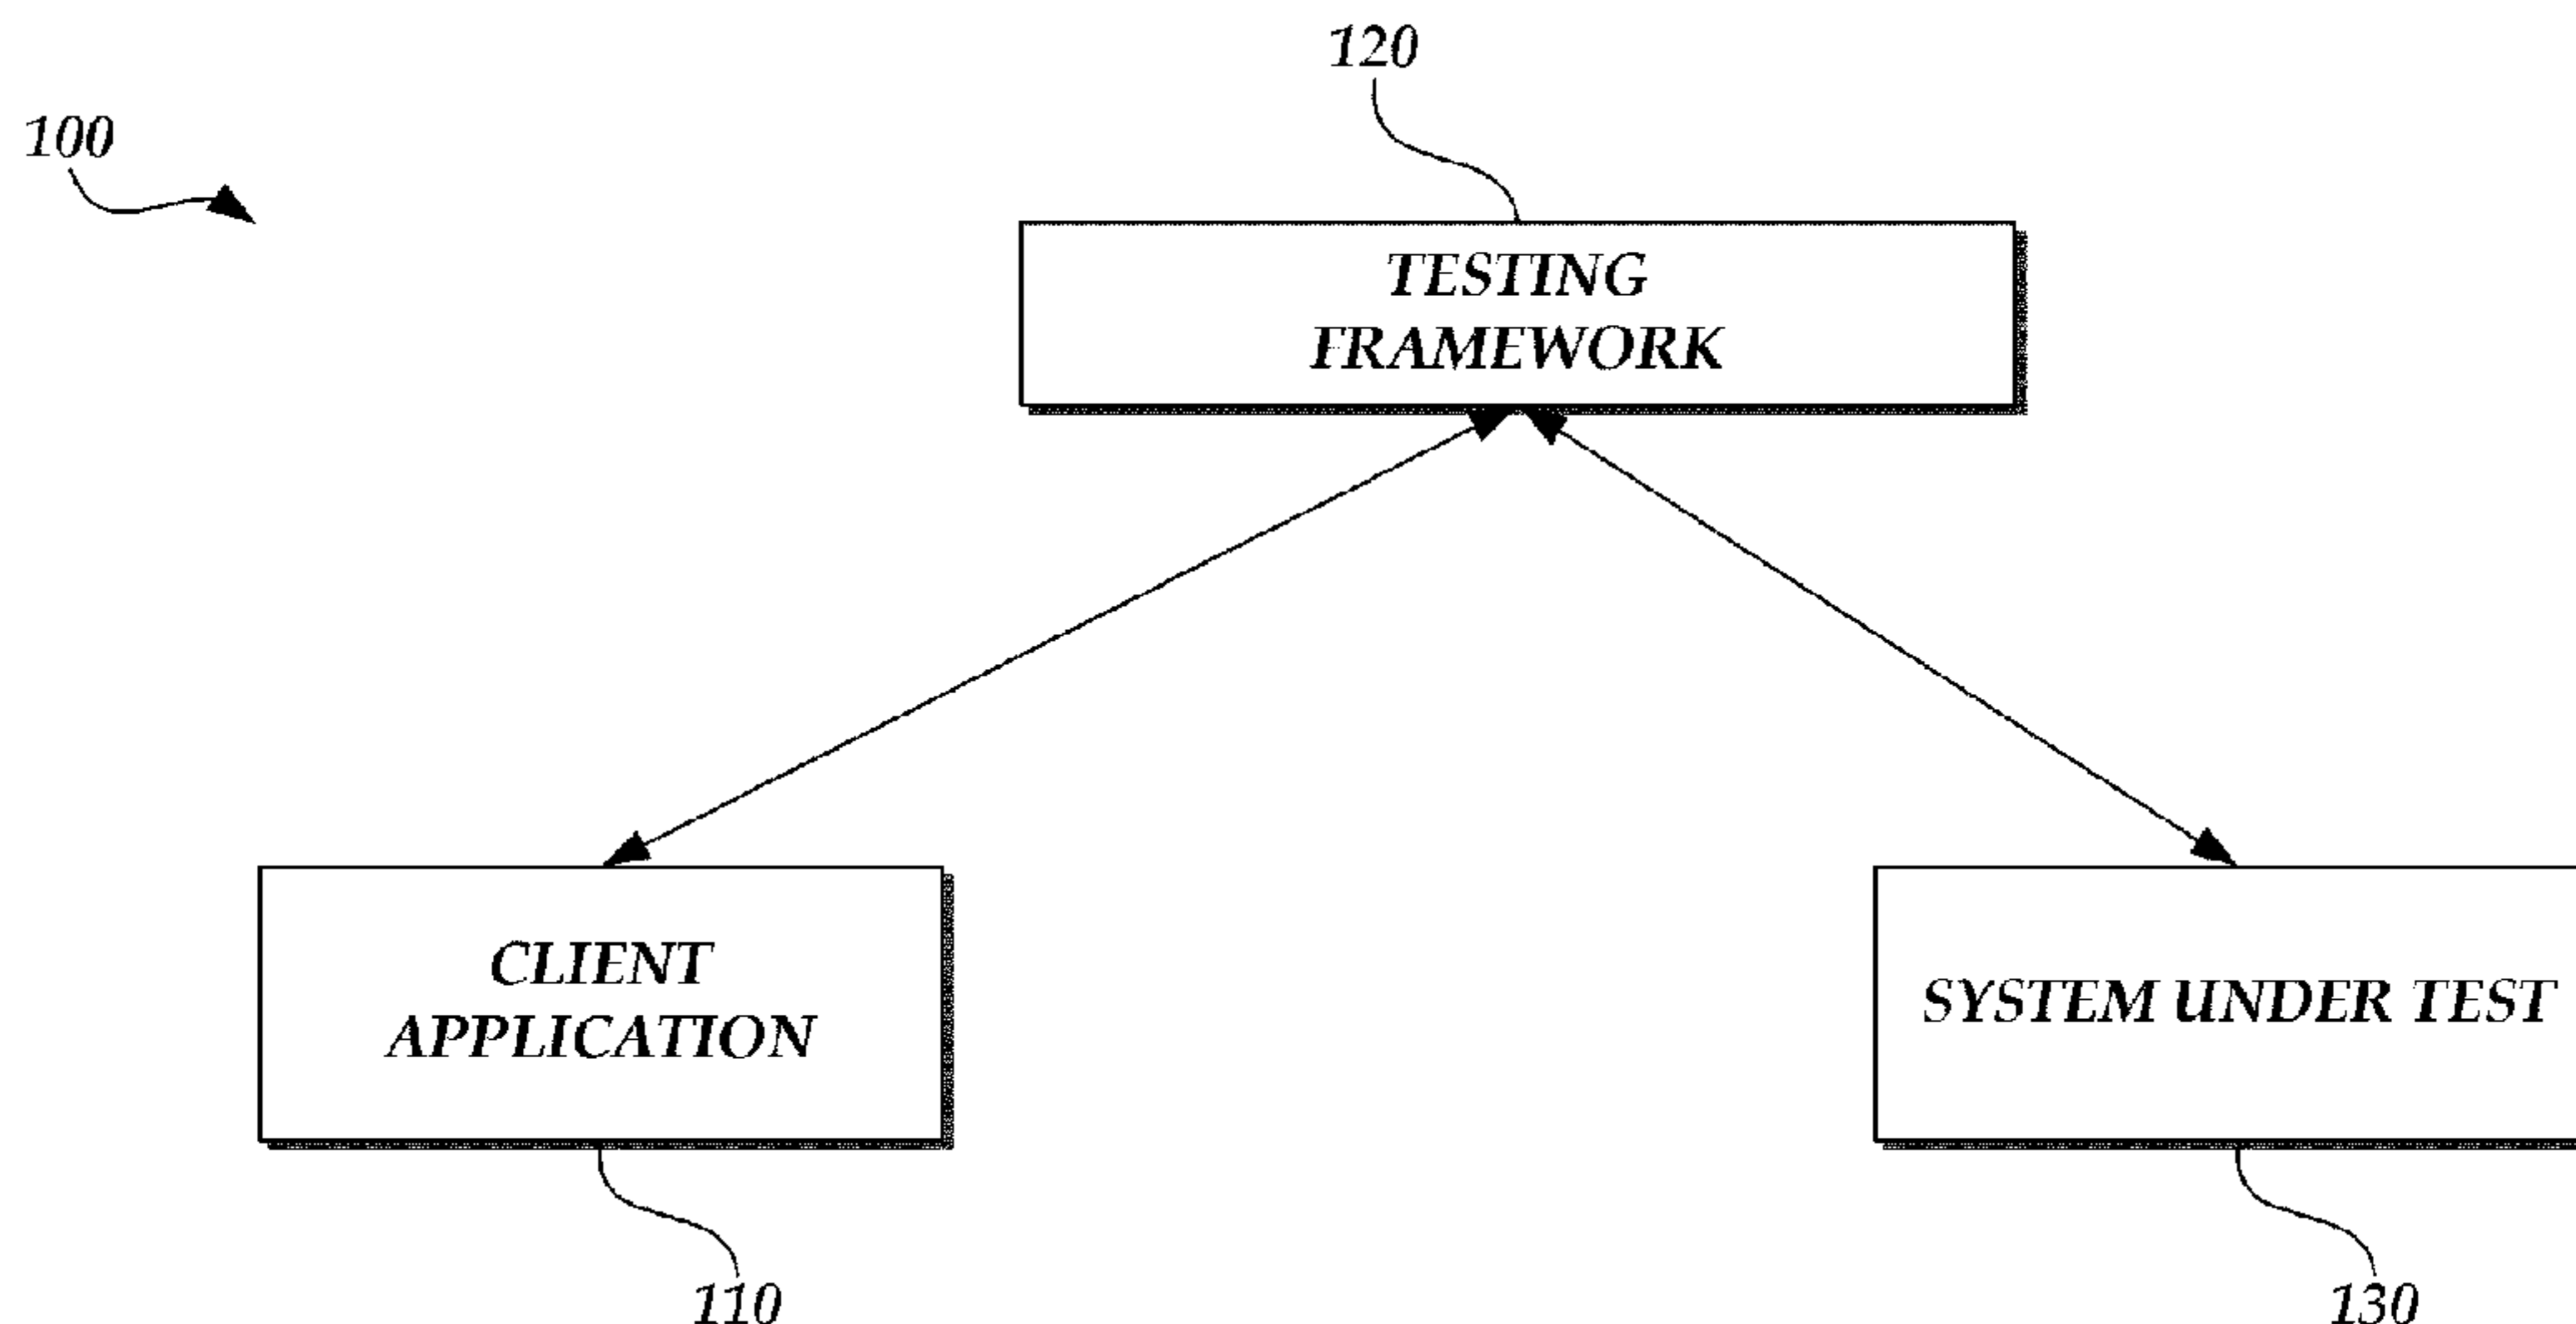 120
100
TESTING
FRAMEWORK
CLIENT
APPLICATION
SYSTEM UNDER TEST
110
130